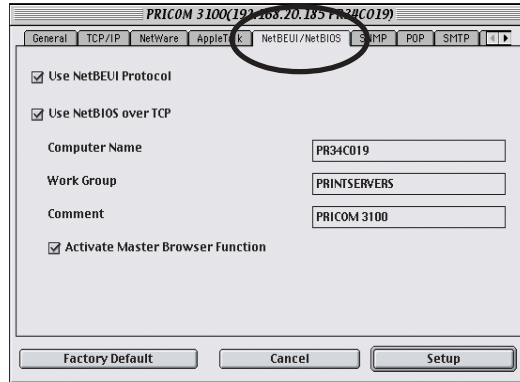 PRICOM 3100(192.168.20.185 PR34C019)
General TCP/IP NetWare AppleTalk NetBEUI/NetBIOS SNMP POP SMTP
Use NetBEUI Protocol
Use NetBIOS over TCP
Computer Name PR34C019
Work Group PRINTSERVERS
Comment PRICOM 3100
Activate Master Browser Function
Factory Default Cancel Setup